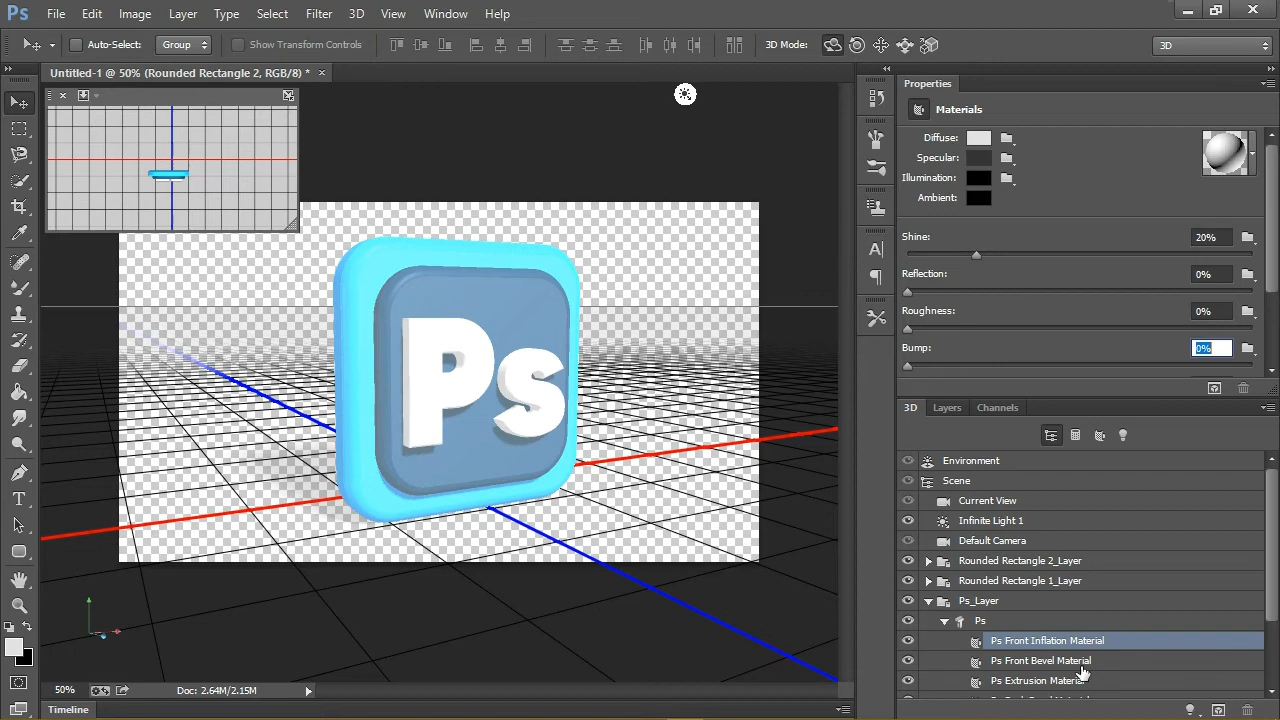 Ps File Edit Image Layer Type Select Filter 3D View Window Help
Auto-Select: Group Show Transform Controls 3D Mode: 3D
Untitled-1 @ 50% (Rounded Rectangle 2, RGB/8) *
Properties
Materials
Diffuse:
Specular:
Illumination:
Ambient:
Shine: 20%
Reflection: 0%
Roughness: 0%
Bump: 0%
Ps
3D Layers Channels
Environment
Scene
Current View
Infinite Light 1
Default Camera
Rounded Rectangle 2_Layer
Rounded Rectangle 1_Layer
Ps_Layer
Ps
Ps Front Inflation Material
Ps Front Bevel Material
Ps Extrusion Material
50% Doc: 2.64M/2.15M
Timeline